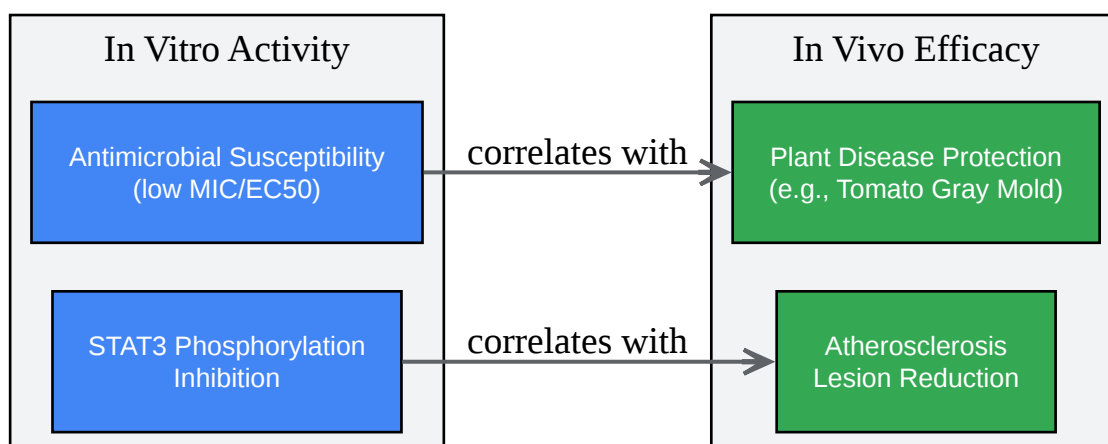 In Vitro Activity
In Vivo Efficacy
Antimicrobial Susceptibility
(low MIC/EC50)
correlates with
Plant Disease Protection
(e.g., Tomato Gray Mold)
STAT3 Phosphorylation
Inhibition
correlates with
Atherosclerosis
Lesion Reduction